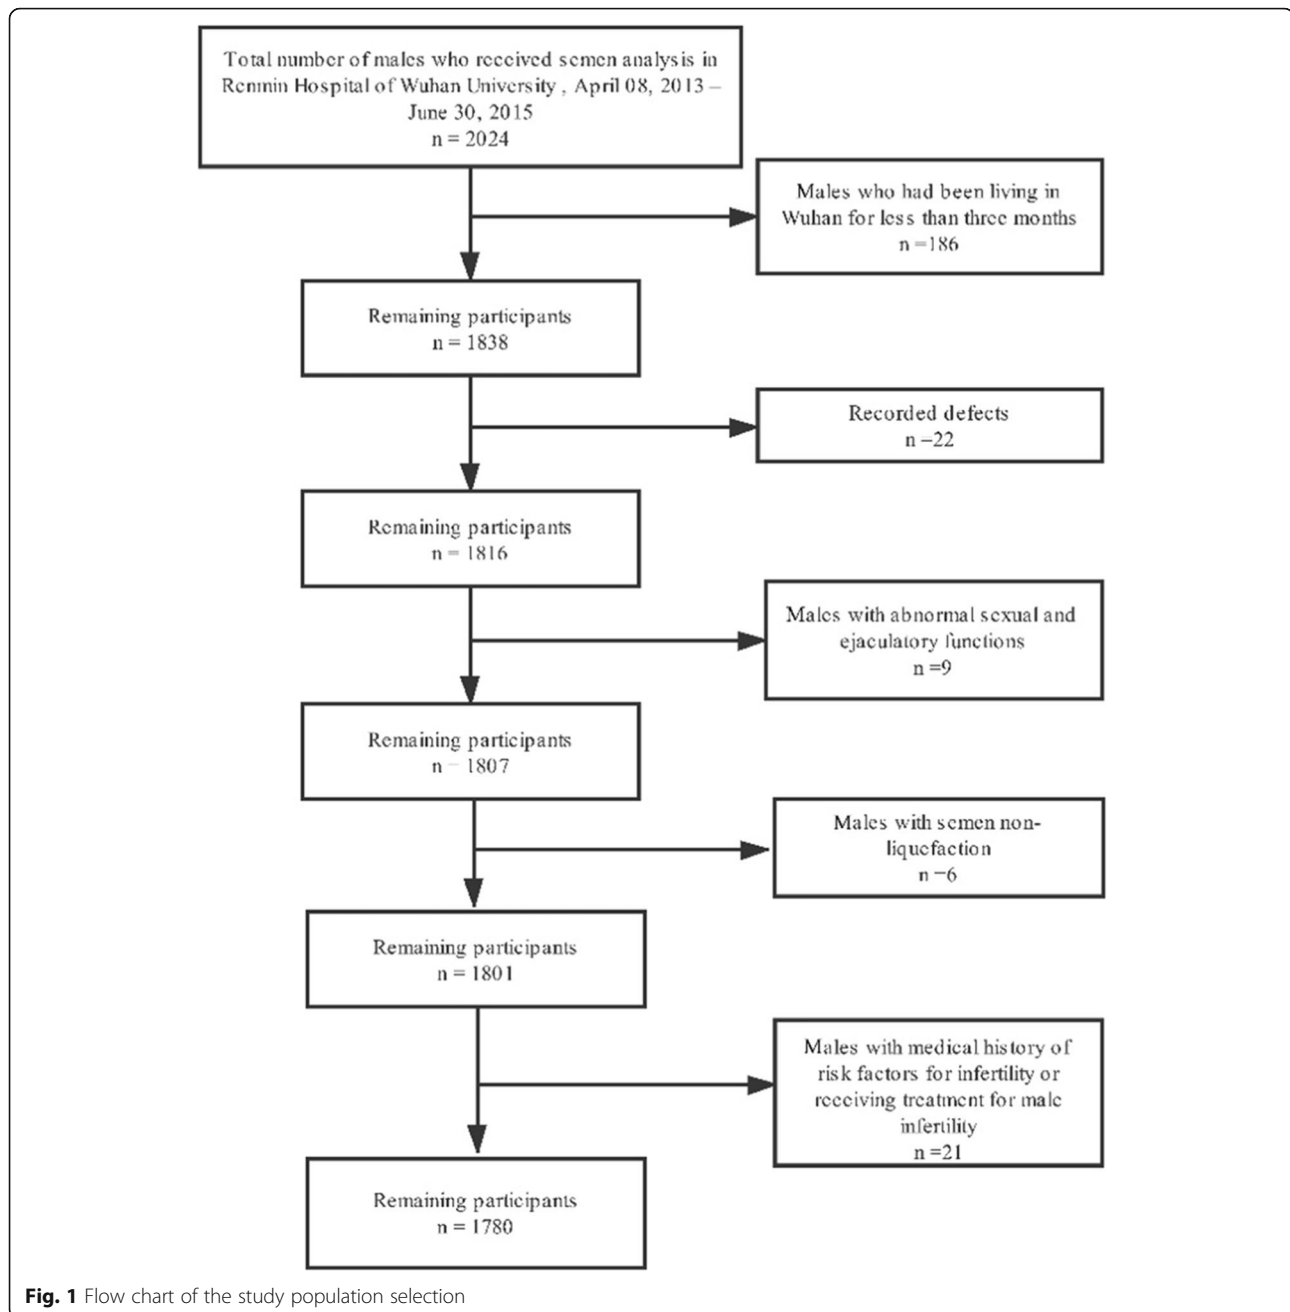 Total number of males who received semen analysis in
Renmin Hospital of Wuhan University , April 08, 2013 –
June 30, 2015
n = 2024
Males who had been living in
Wuhan for less than three months
n =186
Remaining participants
n = 1838
Recorded defects
n =22
Remaining participants
n = 1816
Males with abnormal sexual and
ejaculatory functions
n =9
Remaining participants
n = 1807
Males with semen non-
liquefaction
n =6
Remaining participants
n = 1801
Males with medical history of
risk factors for infertility or
receiving treatment for male
infertility
n =21
Remaining participants
n = 1780
Fig. 1 Flow chart of the study population selection